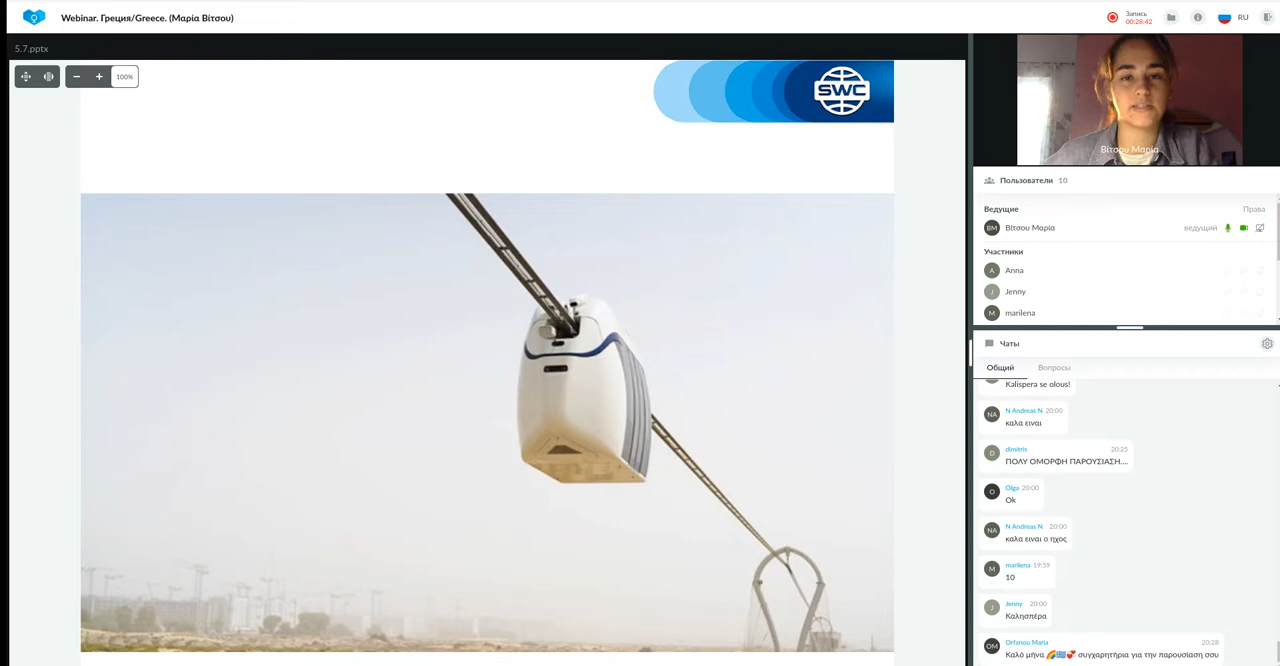 Webinar. Греция/Greece. (Μαρία Βίτσου)
Запись
00:28:42
RU
5.7.pptx
100%
SWC
Βίτσου Μαρία
Пользователи 10
Ведущие Права
ΒΜ Βίτσου Μαρία ведущий
Участники
A Anna
J Jenny
M marilena
Чаты
Общий Вопросы
Kalispera se olous!
NA N Andreas N 20:00
καλα ειναι
D dimitris 20:25
ΠΟΛΥ ΟΜΟΡΦΗ ΠΑΡΟΥΣΙΑΣΗ....
O Olga 20:00
Ok
NA N Andreas N 20:00
καλα ειναι ο ηχος
M marilena 19:59
10
J Jenny 20:00
Καλησπέρα
OM Orfanou Maria 20:28
Καλό μήνα 🌈🇬🇷💞 συγχαρητήρια για την παρουσίαση σου